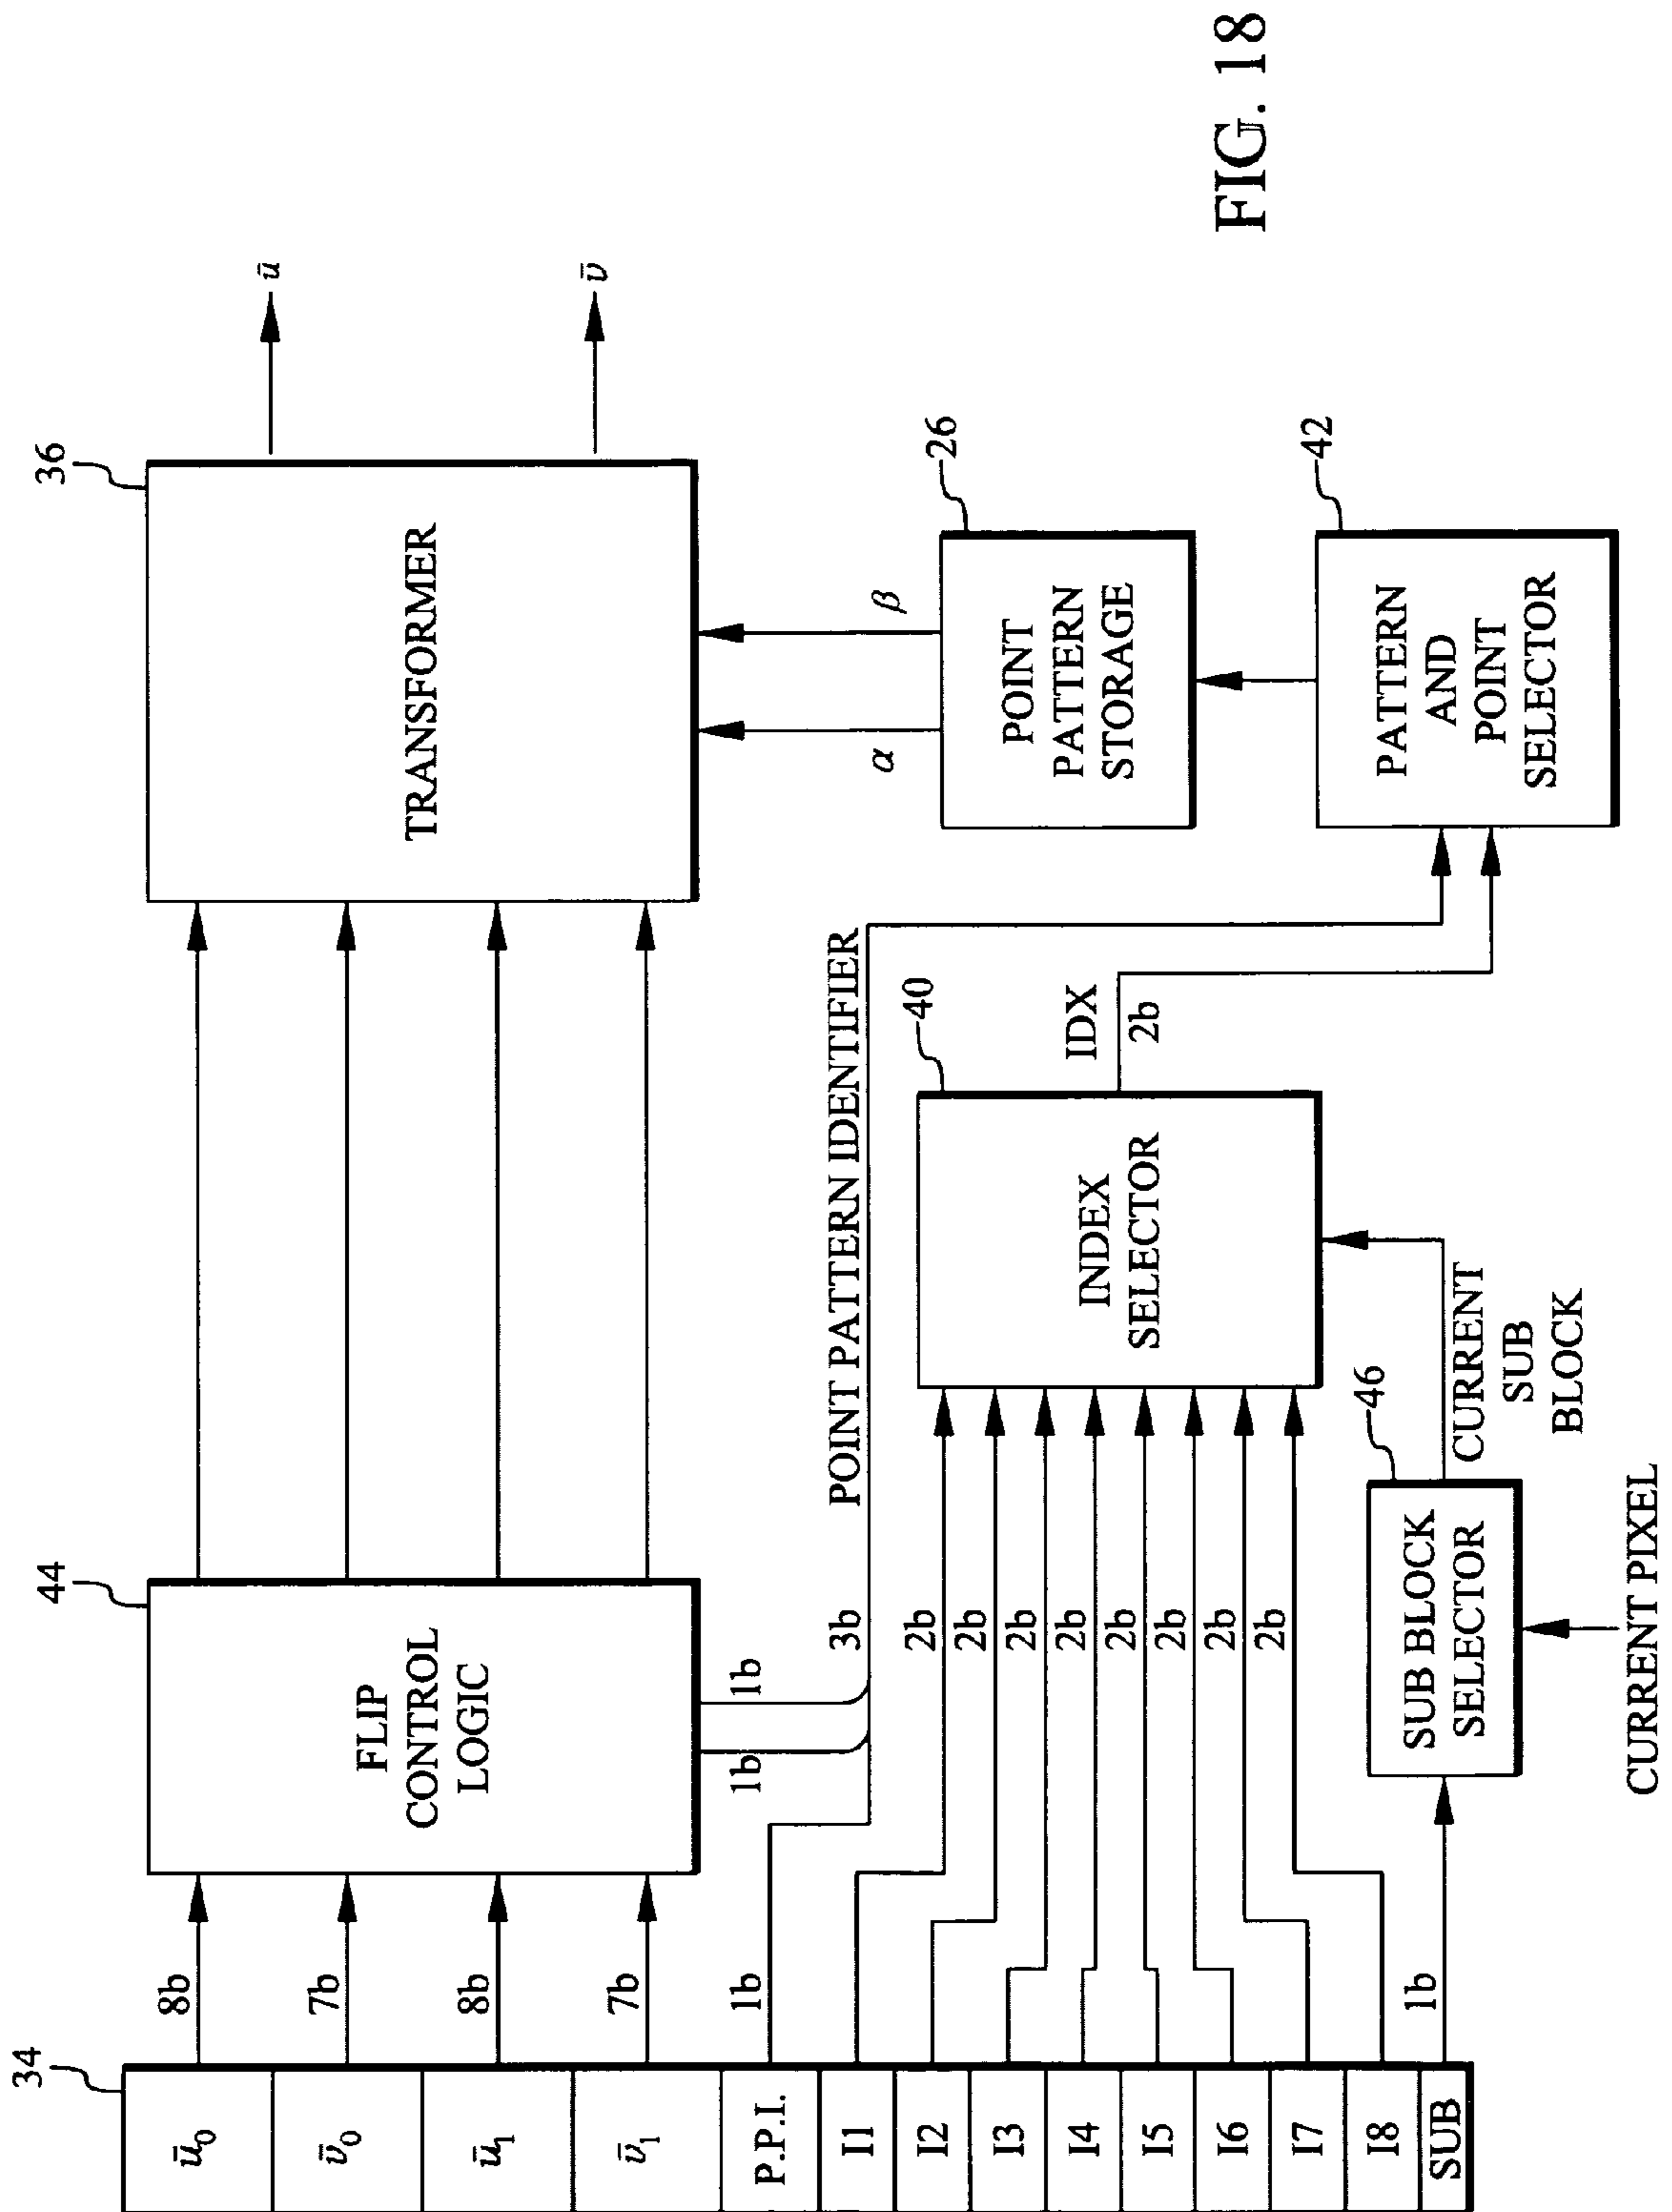 34
ū₀
v̄₀
ū₁
v̄₁
P.P.I.
I1
I2
I3
I4
I5
I6
I7
I8
SUB
8b
7b
8b
7b
1b
1b
44
FLIP
CONTROL
LOGIC
1b
1b
3b
POINT PATTERN IDENTIFIER
2b
2b
2b
2b
2b
2b
2b
2b
SUB BLOCK
SELECTOR
46
CURRENT PIXEL
CURRENT
SUB
BLOCK
INDEX
SELECTOR
40
IDX
2b
TRANSFORMER
36
α
β
POINT
PATTERN
STORAGE
26
PATTERN
AND
POINT
SELECTOR
42
ū
v̄
FIG. 18